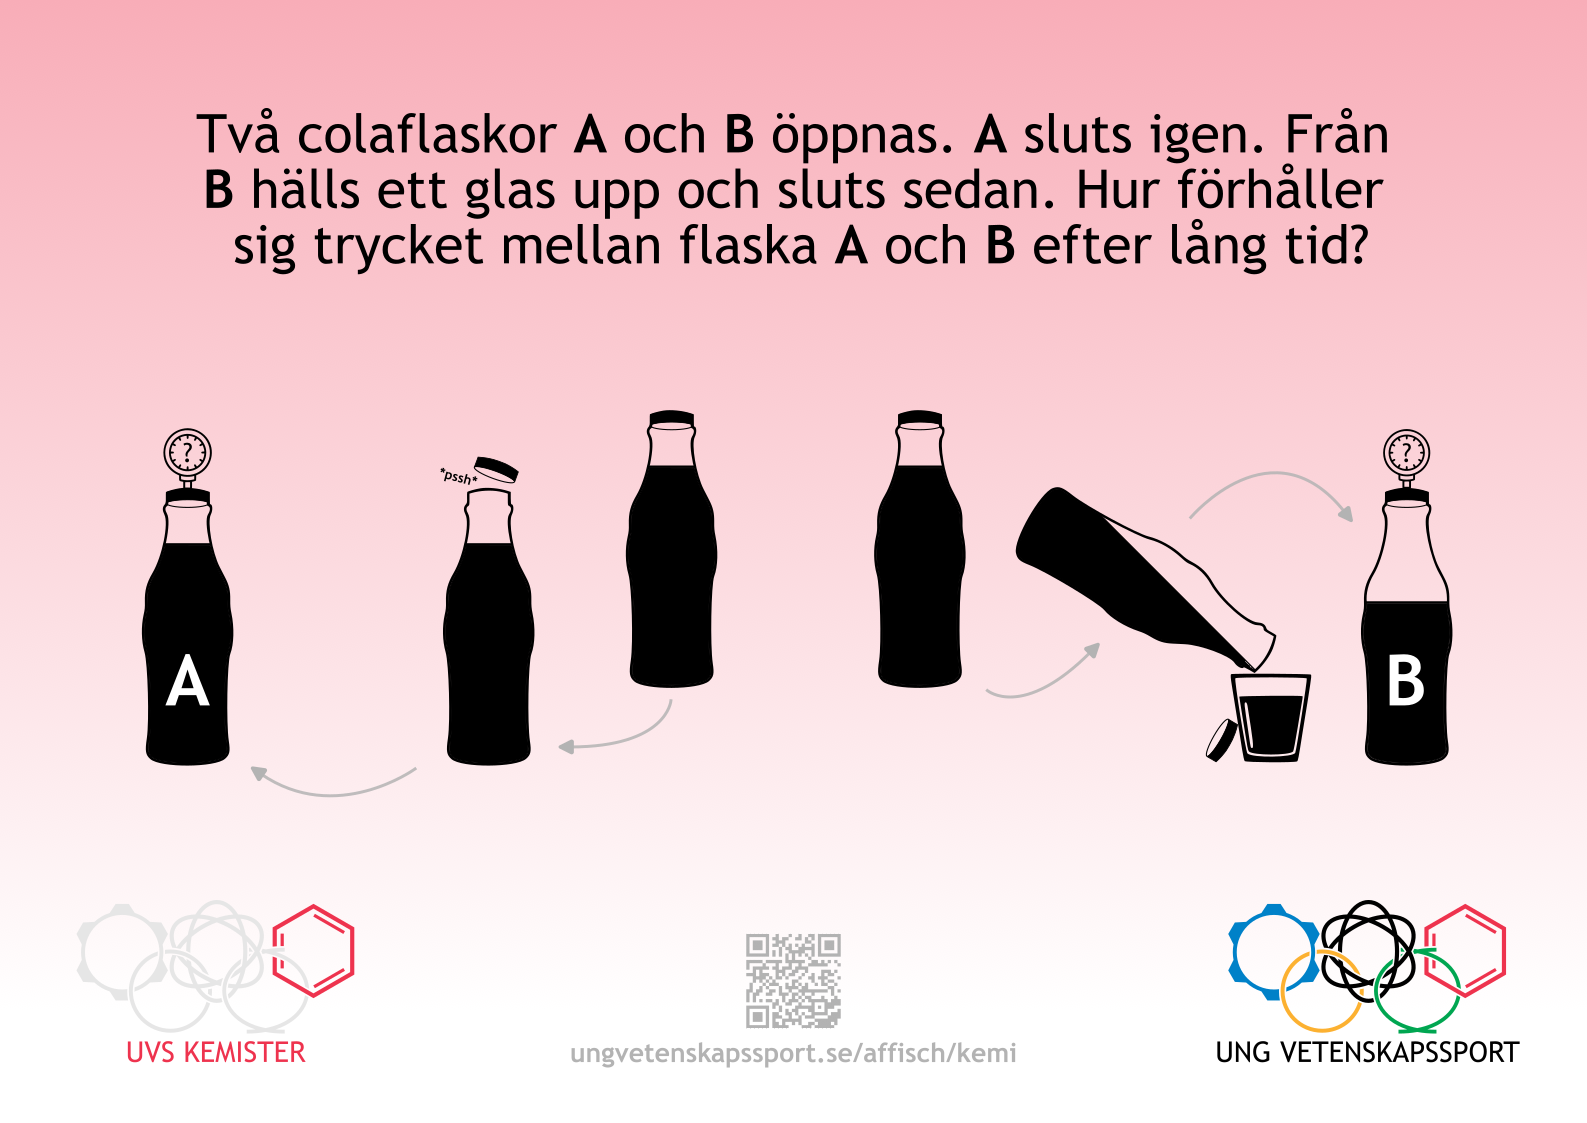 Två colaflaskor A och B öppnas. A sluts igen. Från
B hälls ett glas upp och sluts sedan. Hur förhåller
sig trycket mellan flaska A och B efter lång tid?
?
*pssh*
?
A
B
UVS KEMISTER
ungvetenskapssport.se/affisch/kemi
UNG VETENSKAPSSPORT